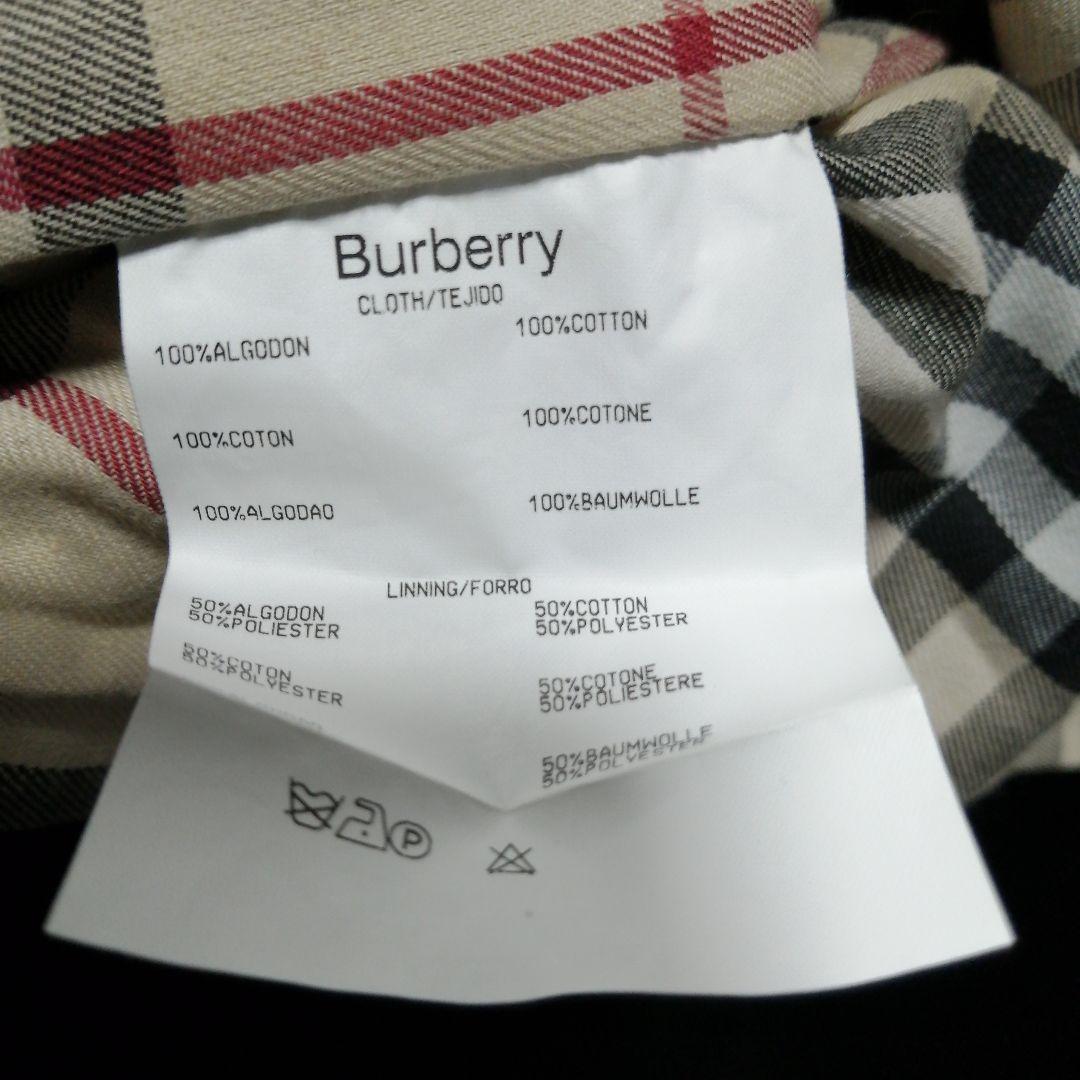 Burberry
CLOTH/TEJIDO
100%ALGODON
100%COTTON
100%COTON
100%COTONE
100%ALGODAO
100%BAUMWOLLE
LINNING/FORRO
50%ALGODON
50%POLIESTER
50%COTTON
50%POLYESTER
50%COTON
50%POLYESTER
50%COTONE
50%POLIESTERE
50%BAUMWOLLE
50%POLYESTER
P